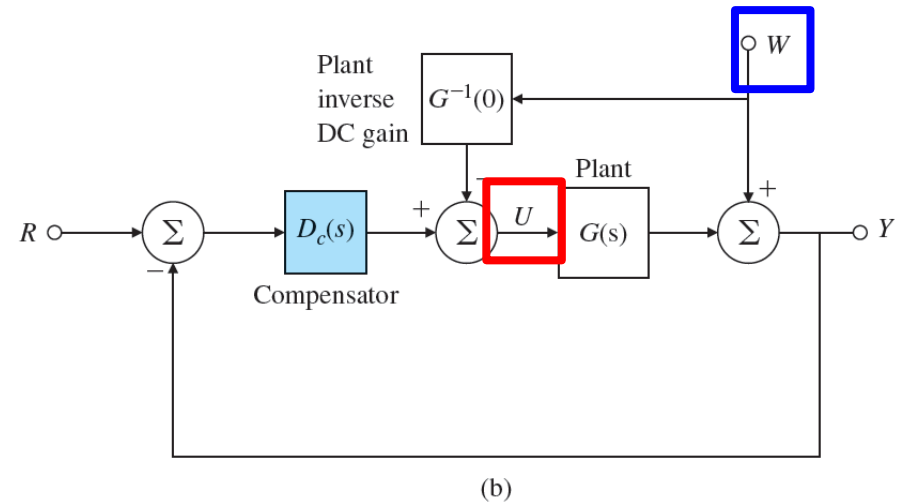 W
Plant
inverse
DC gain
G⁻¹(0)
−
Plant
+
R
Σ
D_c(s)
+
Σ
U
G(s)
Σ
Y
−
Compensator
(b)